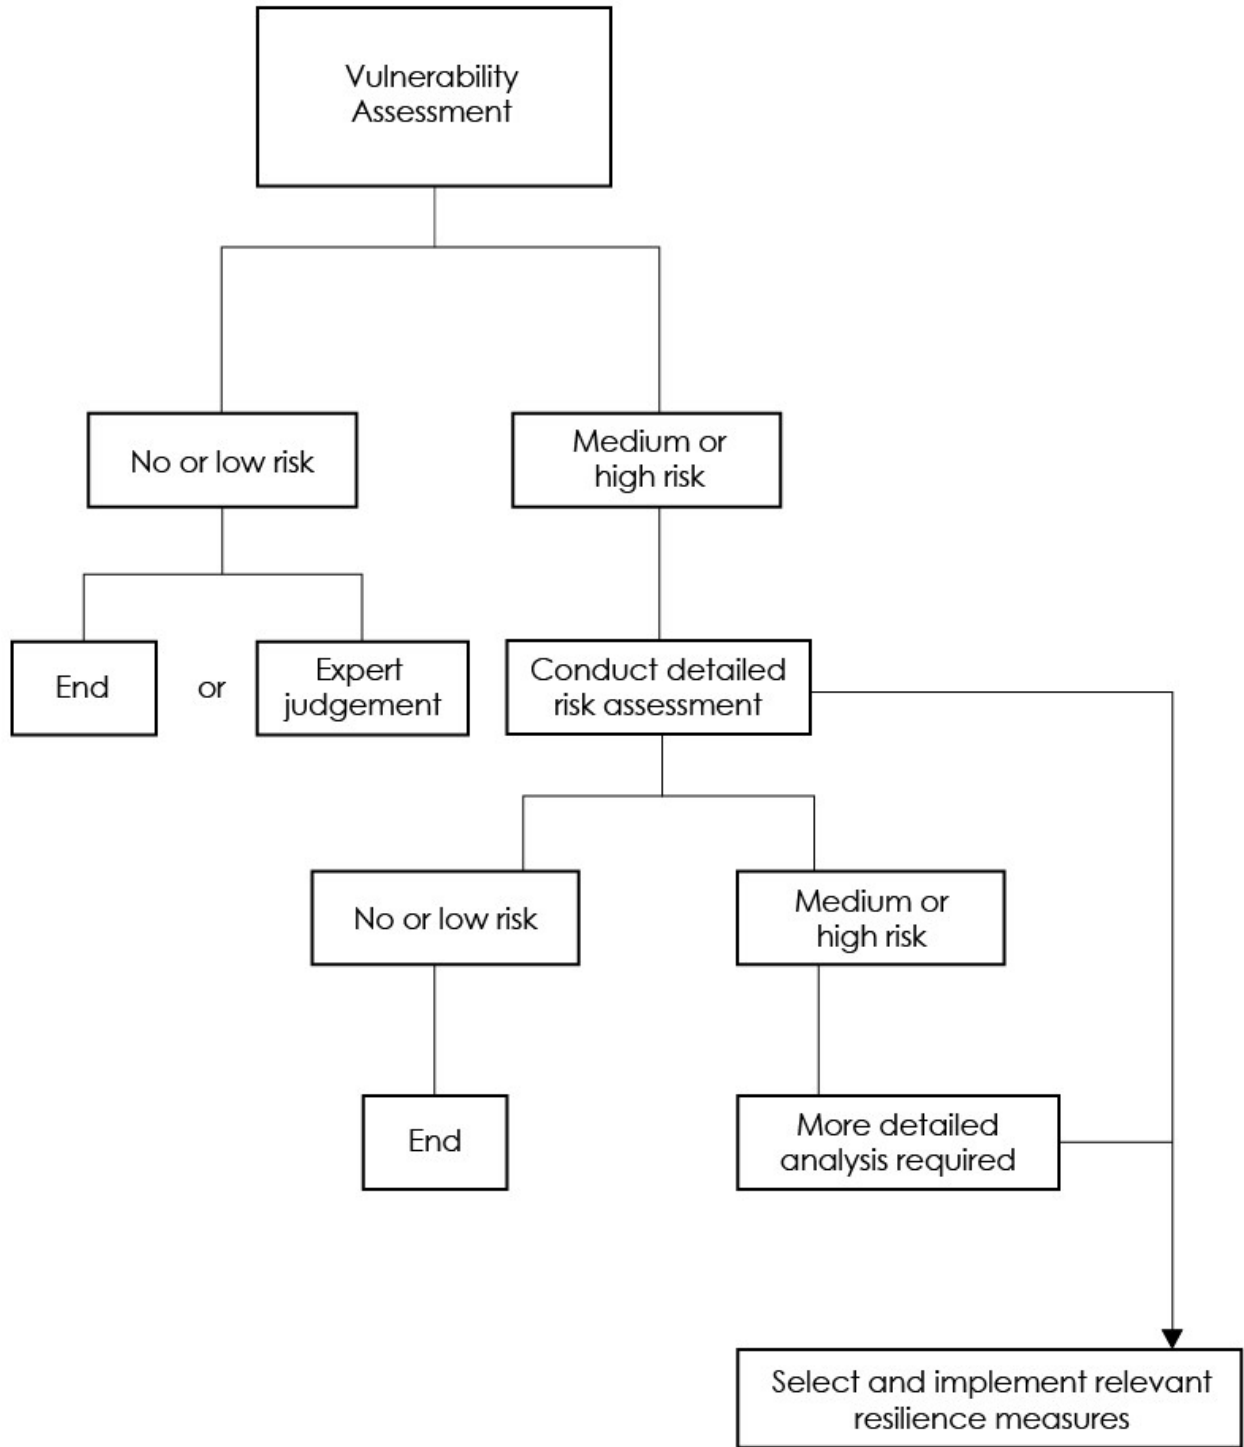 Vulnerability
Assessment
No or low risk
Medium or
high risk
End
or
Expert
judgement
Conduct detailed
risk assessment
No or low risk
Medium or
high risk
End
More detailed
analysis required
Select and implement relevant
resilience measures